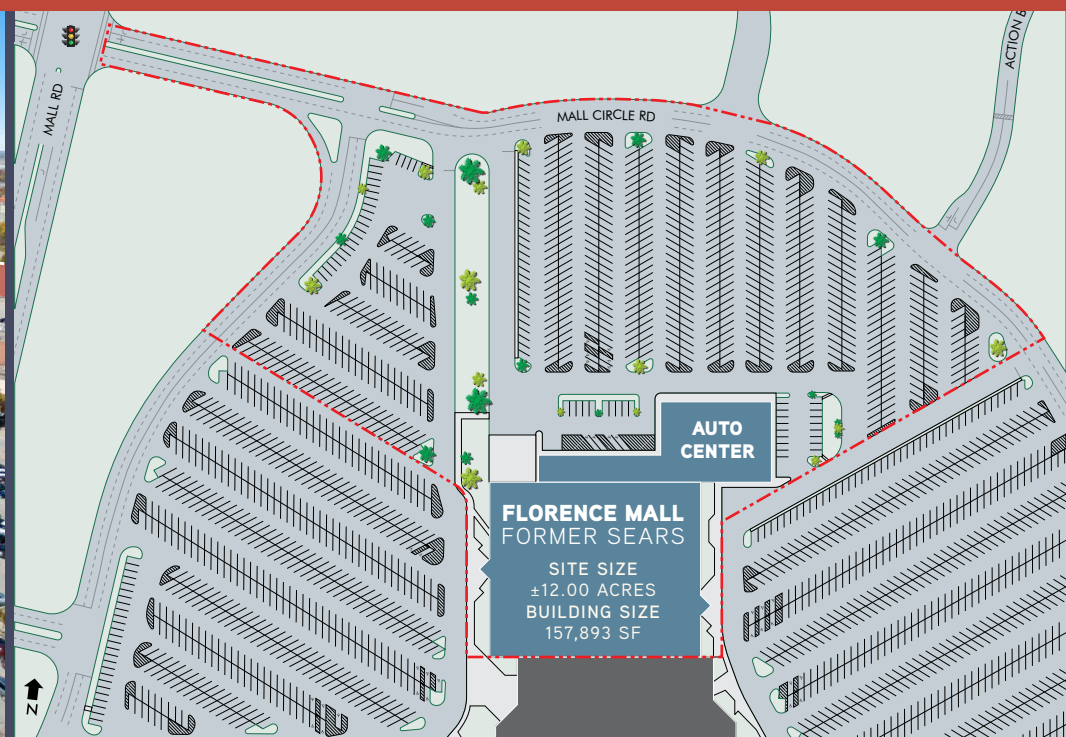 MALL RD
MALL CIRCLE RD
AUTO
CENTER
FLORENCE MALL
FORMER SEARS
SITE SIZE
±12.00 ACRES
BUILDING SIZE
157,893 SF
N
ACTION